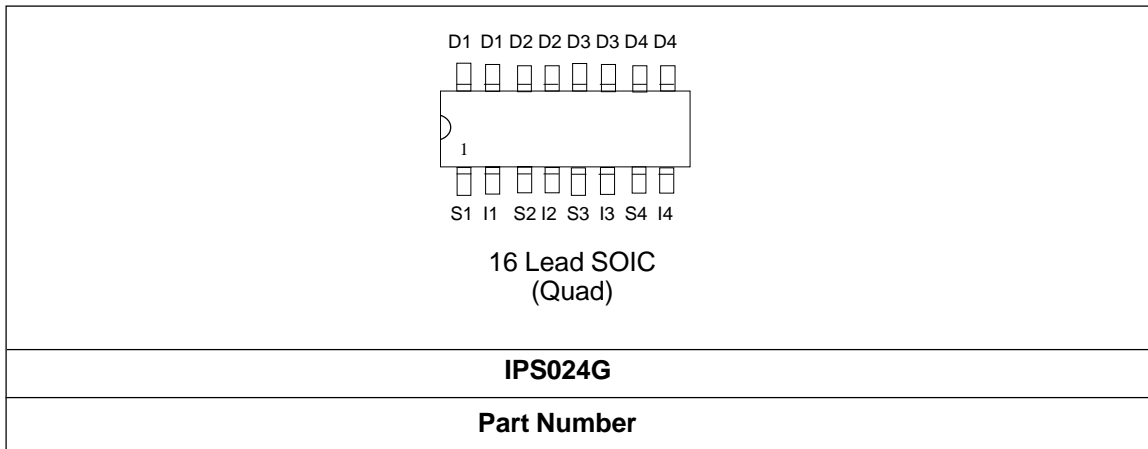 D1 D1 D2 D2 D3 D3 D4 D4
1
S1 I1 S2 I2 S3 I3 S4 I4
16 Lead SOIC
(Quad)
IPS024G
Part Number